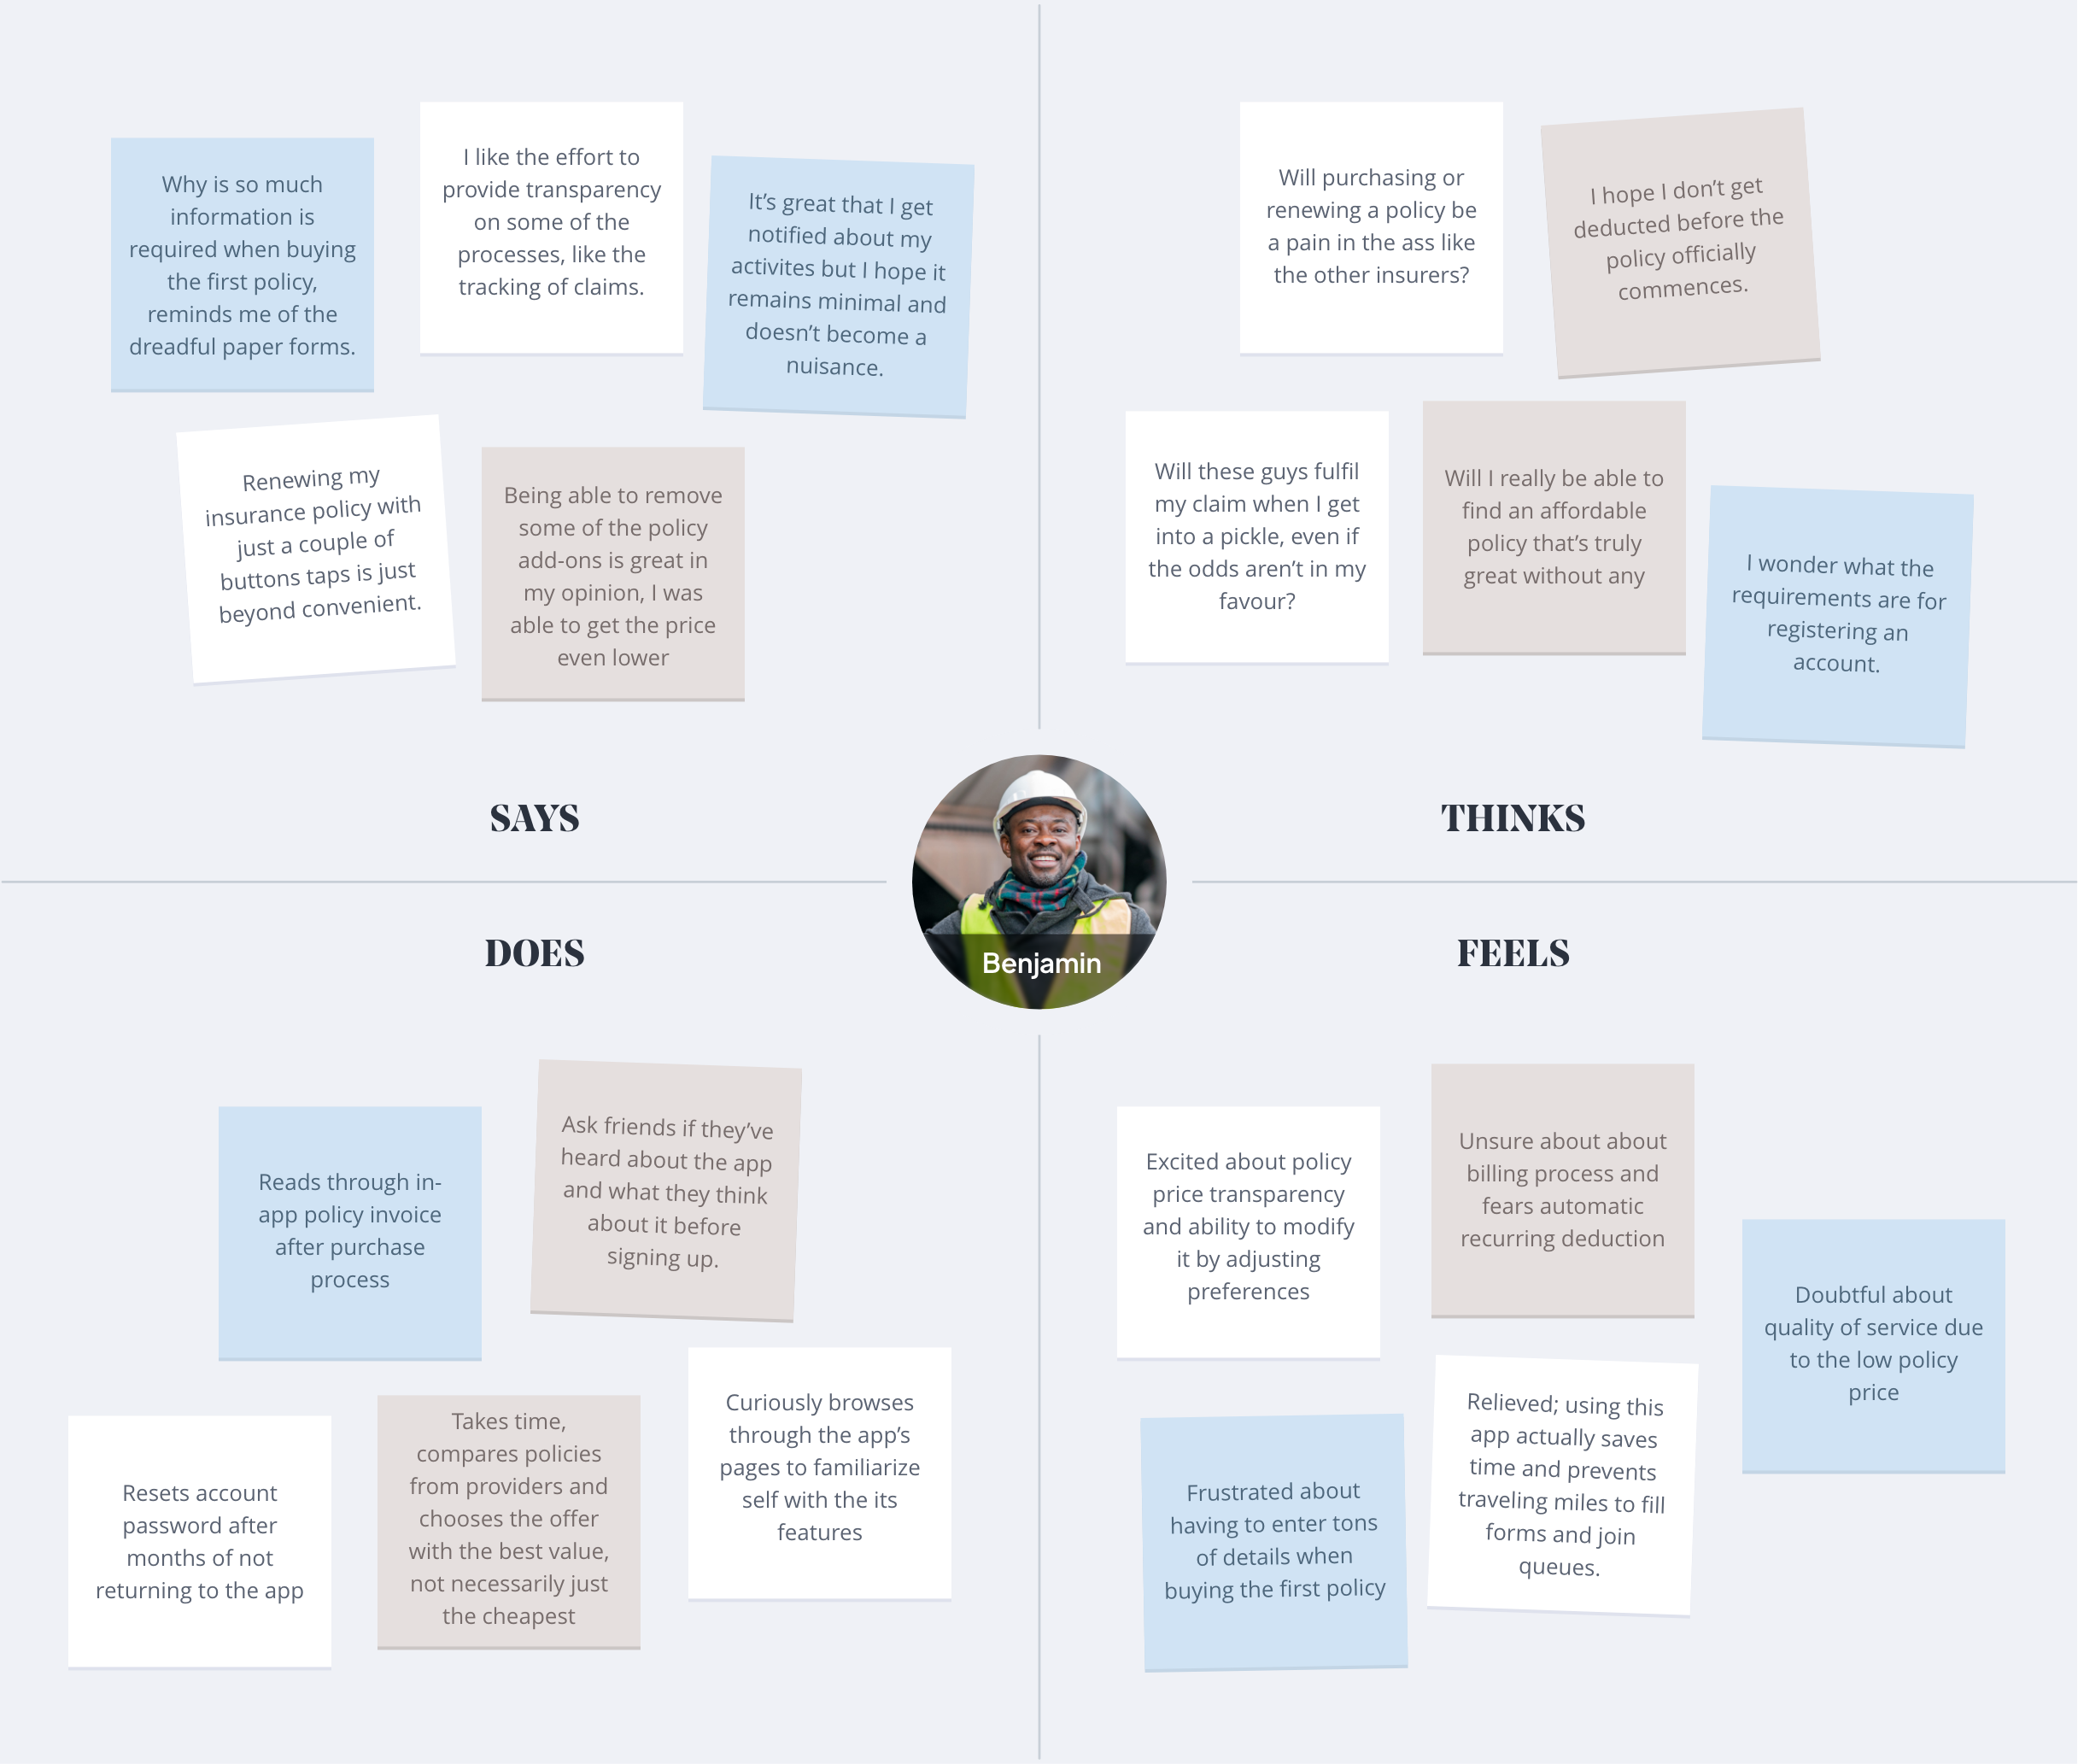 Why is so much
information is
required when buying
the first policy,
reminds me of the
dreadful paper forms.
I like the effort to
provide transparency
on some of the
processes, like the
tracking of claims.
It’s great that I get
notified about my
activites but I hope it
remains minimal and
doesn’t become a
nuisance.
Renewing my
insurance policy with
just a couple of
buttons taps is just
beyond convenient.
Being able to remove
some of the policy
add-ons is great in
my opinion, I was
able to get the price
even lower
SAYS
Will purchasing or
renewing a policy be
a pain in the ass like
the other insurers?
I hope I don’t get
deducted before the
policy officially
commences.
Will these guys fulfil
my claim when I get
into a pickle, even if
the odds aren’t in my
favour?
Will I really be able to
find an affordable
policy that’s truly
great without any
I wonder what the
requirements are for
registering an
account.
THINKS
Benjamin
DOES
Reads through in-
app policy invoice
after purchase
process
Ask friends if they’ve
heard about the app
and what they think
about it before
signing up.
Resets account
password after
months of not
returning to the app
Takes time,
compares policies
from providers and
chooses the offer
with the best value,
not necessarily just
the cheapest
Curiously browses
through the app’s
pages to familiarize
self with the its
features
FEELS
Excited about policy
price transparency
and ability to modify
it by adjusting
preferences
Unsure about about
billing process and
fears automatic
recurring deduction
Doubtful about
quality of service due
to the low policy
price
Frustrated about
having to enter tons
of details when
buying the first policy
Relieved; using this
app actually saves
time and prevents
traveling miles to fill
forms and join
queues.